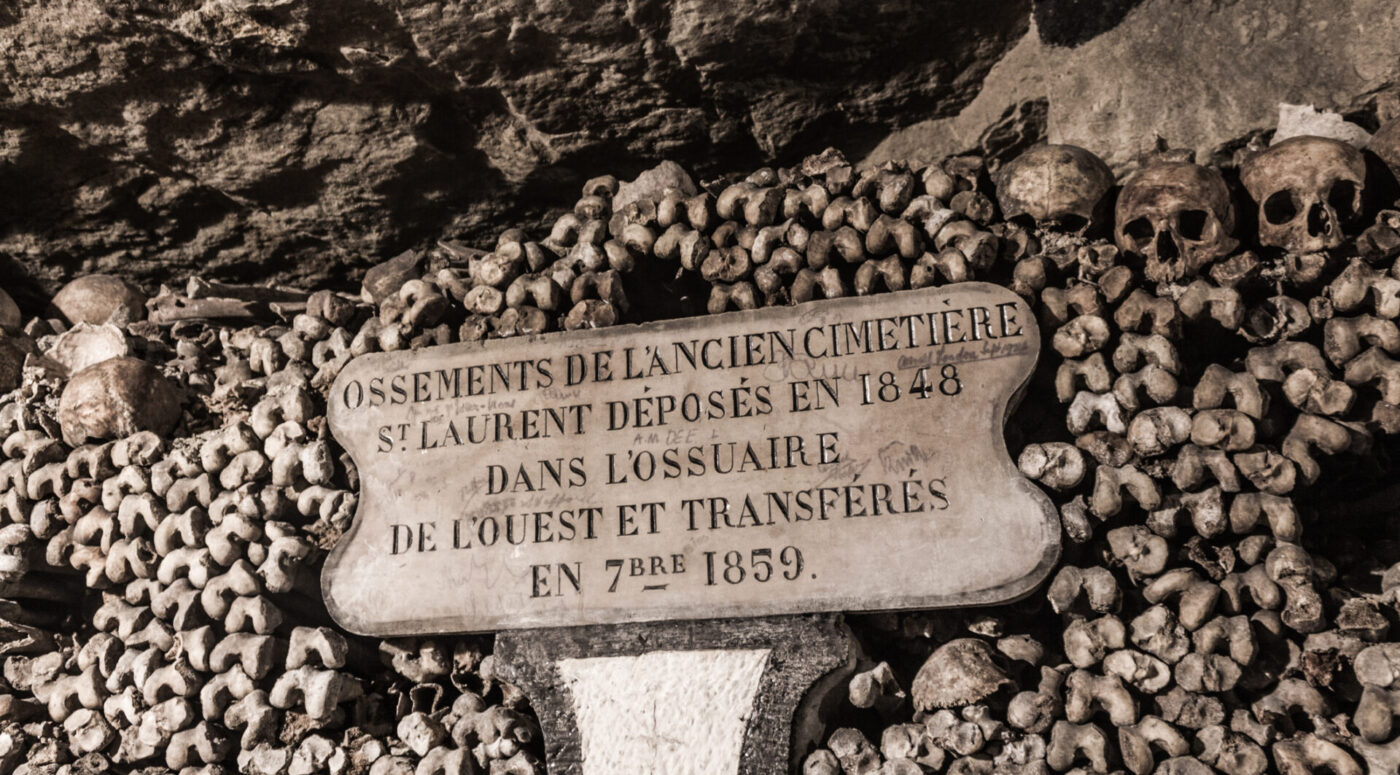 OSSEMENTS DE L'ANCIEN CIMETIÈRE
ST LAURENT DÉPOSÉS EN 1848
DANS L'OSSUAIRE
DE L'OUEST ET TRANSFÉRÉS
EN 7BRE 1859.